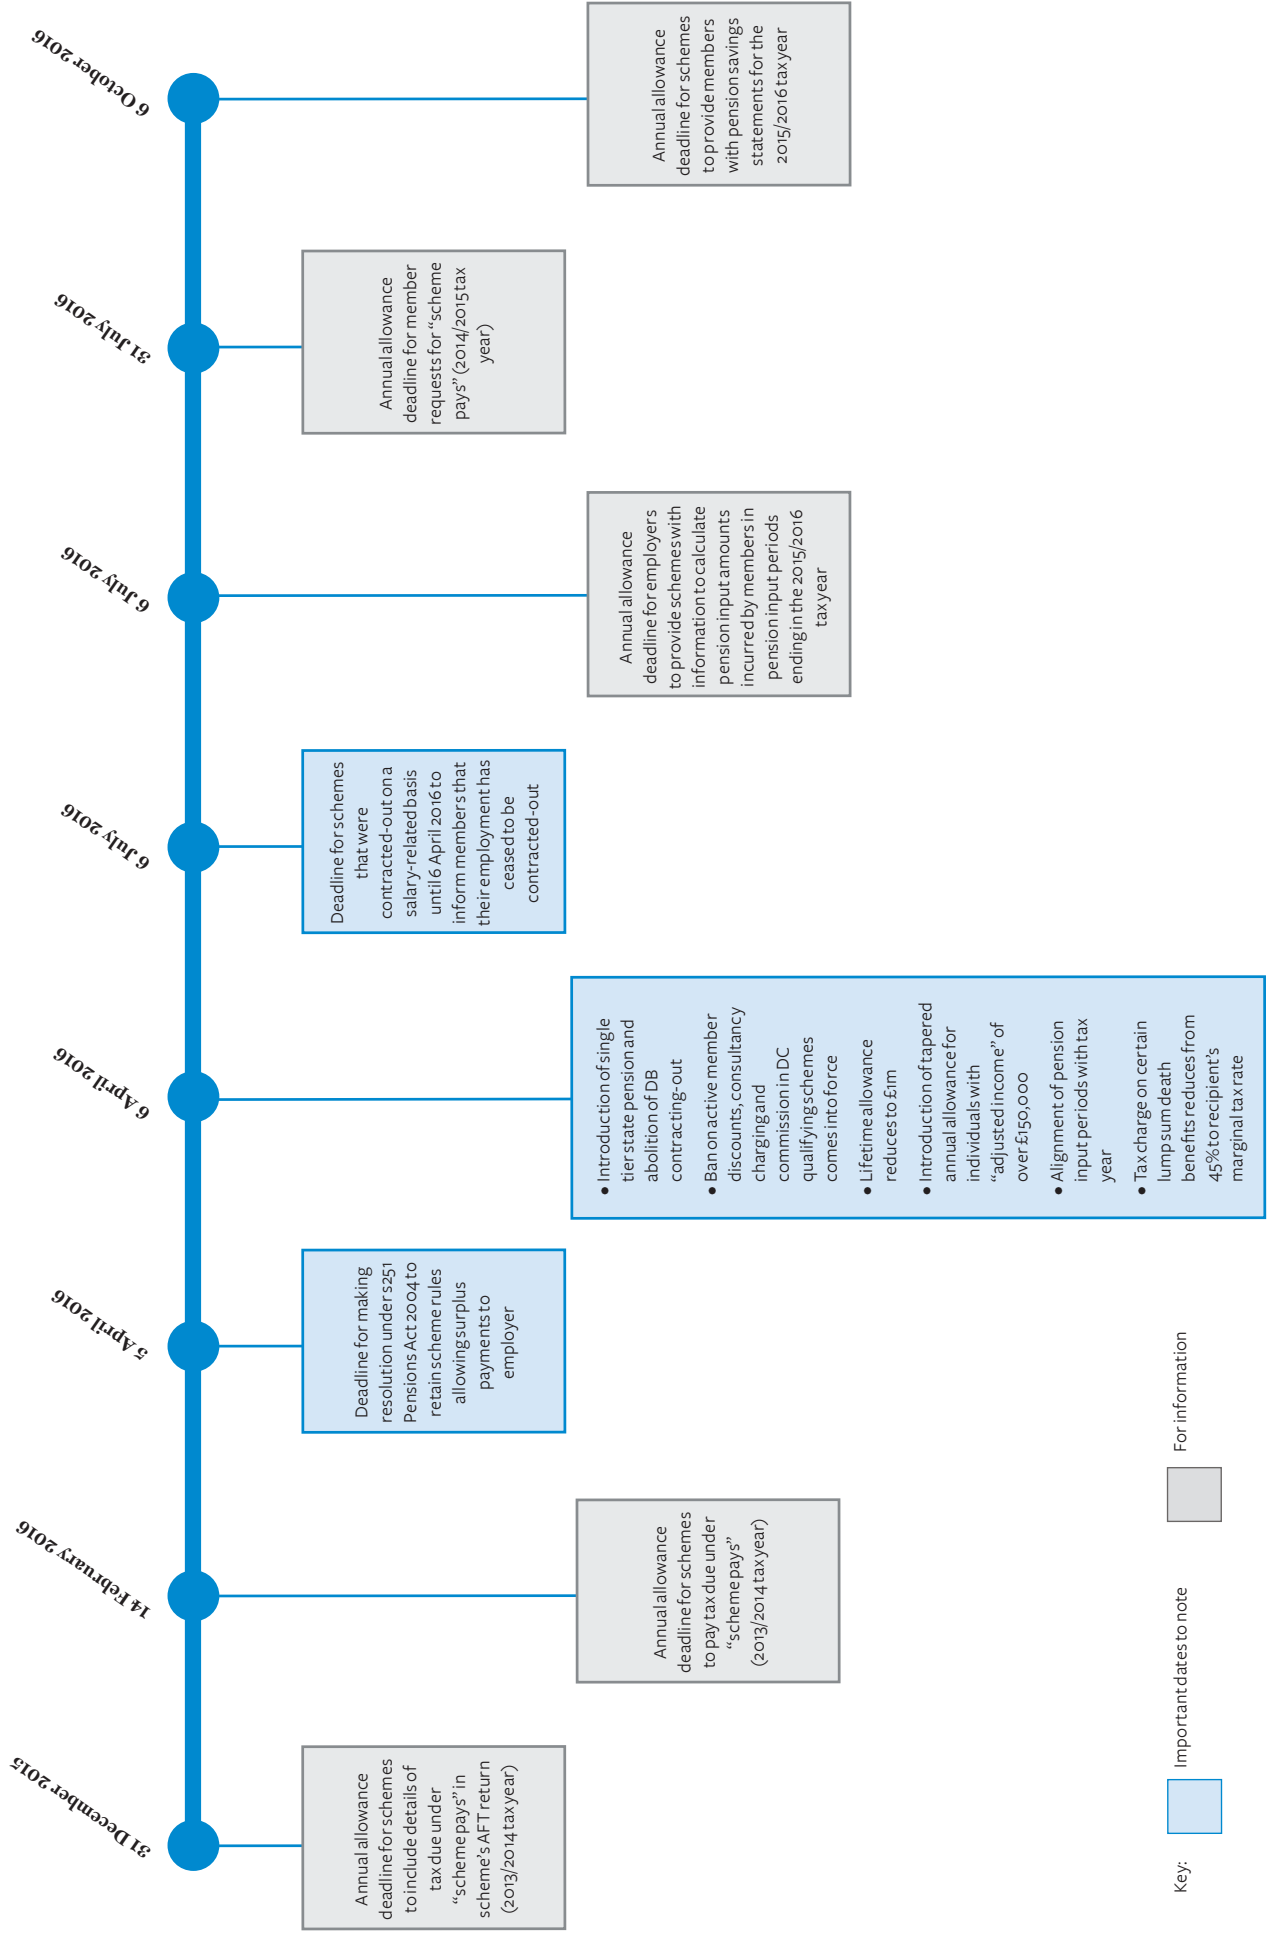 31 December 2015
Annual allowance
deadline for schemes
to include details of
tax due under
“scheme pays” in
scheme’s AFT return
(2013/2014 tax year)
14 February 2016
Annual allowance
deadline for schemes
to pay tax due under
“scheme pays”
(2013/2014 tax year)
5 April 2016
Deadline for making
resolution under s251
Pensions Act 2004 to
retain scheme rules
allowing surplus
payments to
employer
6 April 2016
• Introduction of single
tier state pension and
abolition of DB
contracting-out
• Ban on active member
discounts, consultancy
charging and
commission in DC
qualifying schemes
comes into force
• Lifetime allowance
reduces to £1m
• Introduction of tapered
annual allowance for
individuals with
“adjusted income” of
over £150,000
• Alignment of pension
input periods with tax
year
• Tax charge on certain
lump sum death
benefits reduces from
45% to recipient’s
marginal tax rate
6 July 2016
Deadline for schemes
that were
contracted-out on a
salary-related basis
until 6 April 2016 to
inform members that
their employment has
ceased to be
contracted-out
6 July 2016
Annual allowance
deadline for employers
to provide schemes with
information to calculate
pension input amounts
incurred by members in
pension input periods
ending in the 2015/2016
tax year
31 July 2016
Annual allowance
deadline for member
requests for “scheme
pays” (2014/2015 tax
year)
6 October 2016
Annual allowance
deadline for schemes
to provide members
with pension savings
statements for the
2015/2016 tax year
Key:
Important dates to note
For information